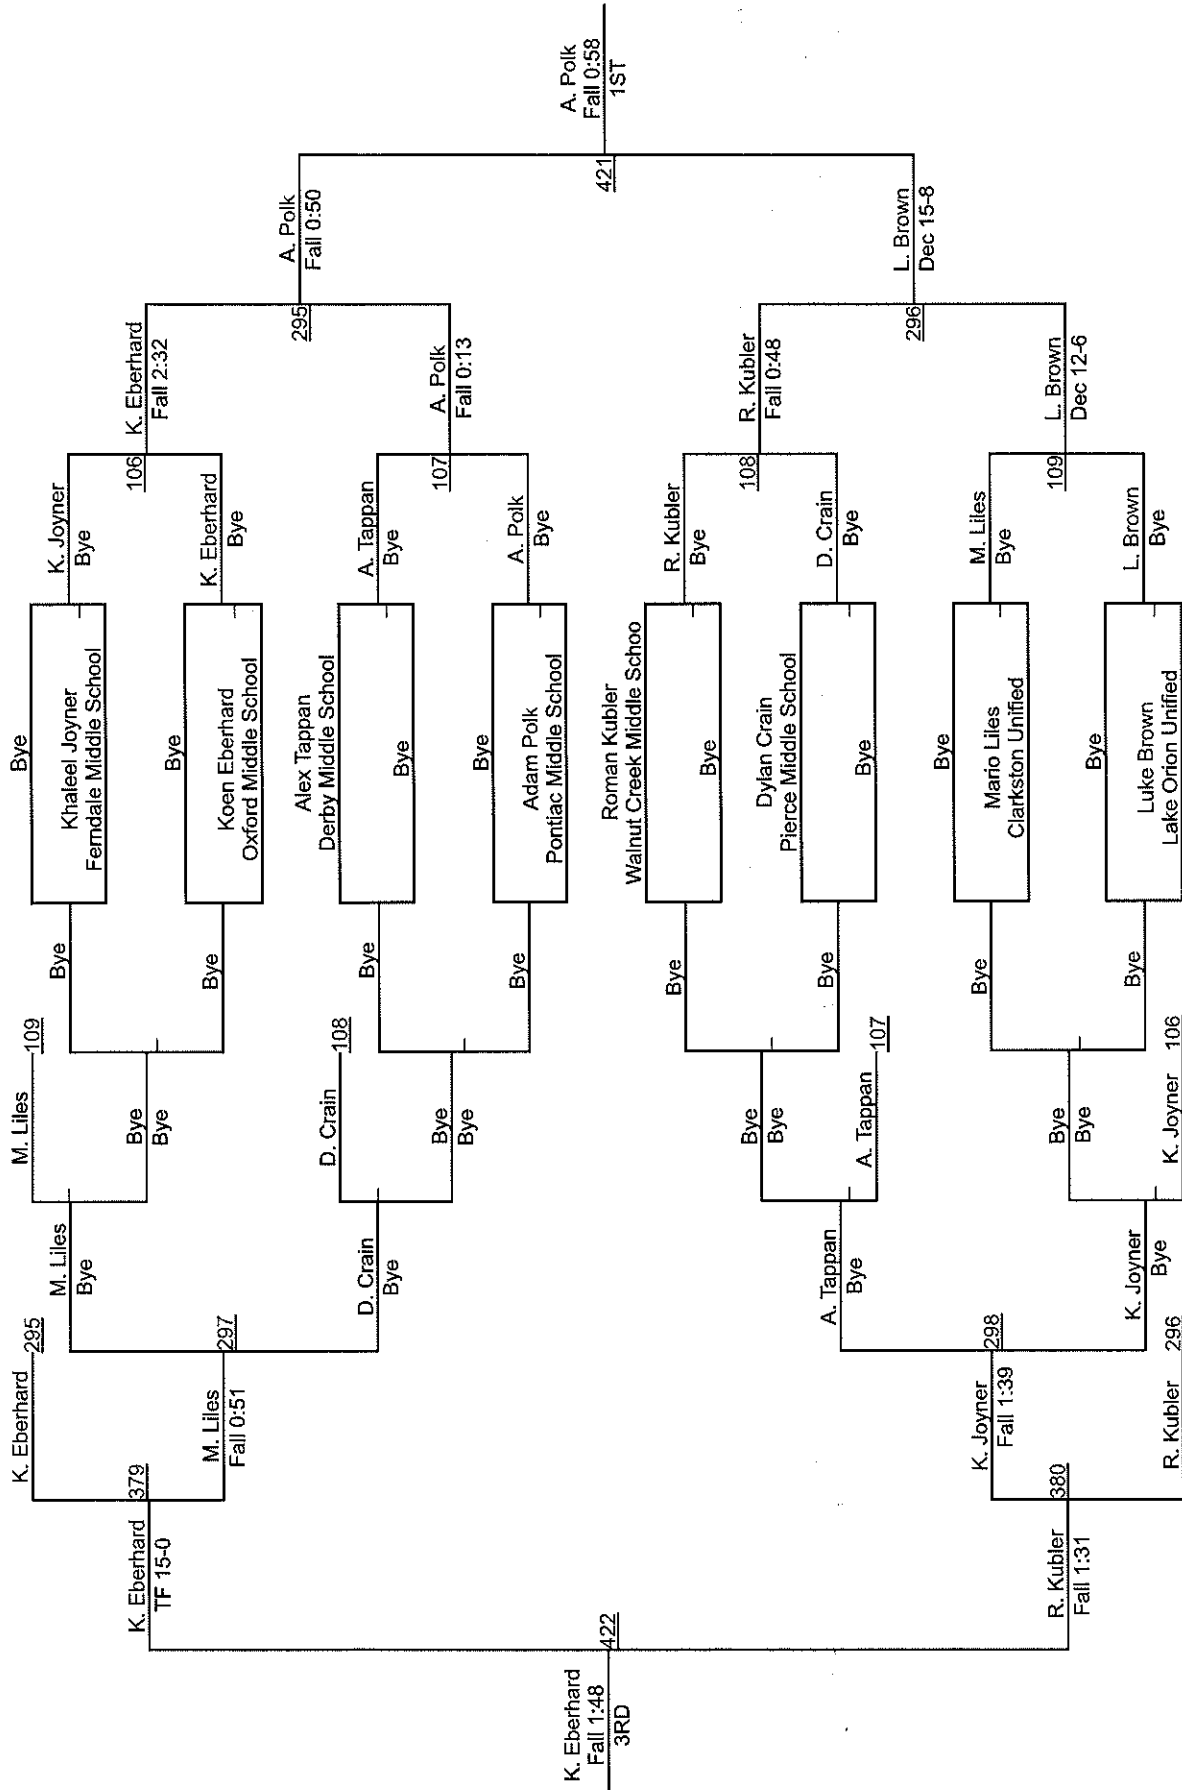 Bye
Khaleel Joyner
Ferndale Middle School
Bye
Koen Eberhard
Oxford Middle School
Alex Tappan
Derby Middle School
Bye
Bye
Adam Polk
Pontiac Middle School
Roman Kubler
Walnut Creek Middle Schoo
Bye
Dylan Crain
Pierce Middle School
Bye
Bye
Mario Liles
Clarkston Unified
Bye
Luke Brown
Lake Orion Unified
K. Joyner
Bye
K. Eberhard
Bye
A. Tappan
Bye
A. Polk
Bye
R. Kubler
Bye
D. Crain
Bye
M. Liles
Bye
L. Brown
Bye
106
107
108
109
K. Eberhard
Fall 2:32
A. Polk
Fall 0:13
R. Kubler
Fall 0:48
L. Brown
Dec 12-6
295
296
A. Polk
Fall 0:50
L. Brown
Dec 15-8
421
A. Polk
Fall 0:58
1ST
Bye
Bye
Bye
Bye
Bye
Bye
Bye
Bye
M. Liles 109
Bye
Bye
D. Crain 108
Bye
Bye
Bye
Bye
A. Tappan 107
Bye
Bye
K. Joyner 106
M. Liles
Bye
D. Crain
Bye
A. Tappan
Bye
K. Joyner
Bye
K. Eberhard 295
297
M. Liles
Fall 0:51
298
K. Joyner
Fall 1:39
R. Kubler 296
379
K. Eberhard
TF 15-0
380
R. Kubler
Fall 1:31
422
K. Eberhard
Fall 1:48
3RD